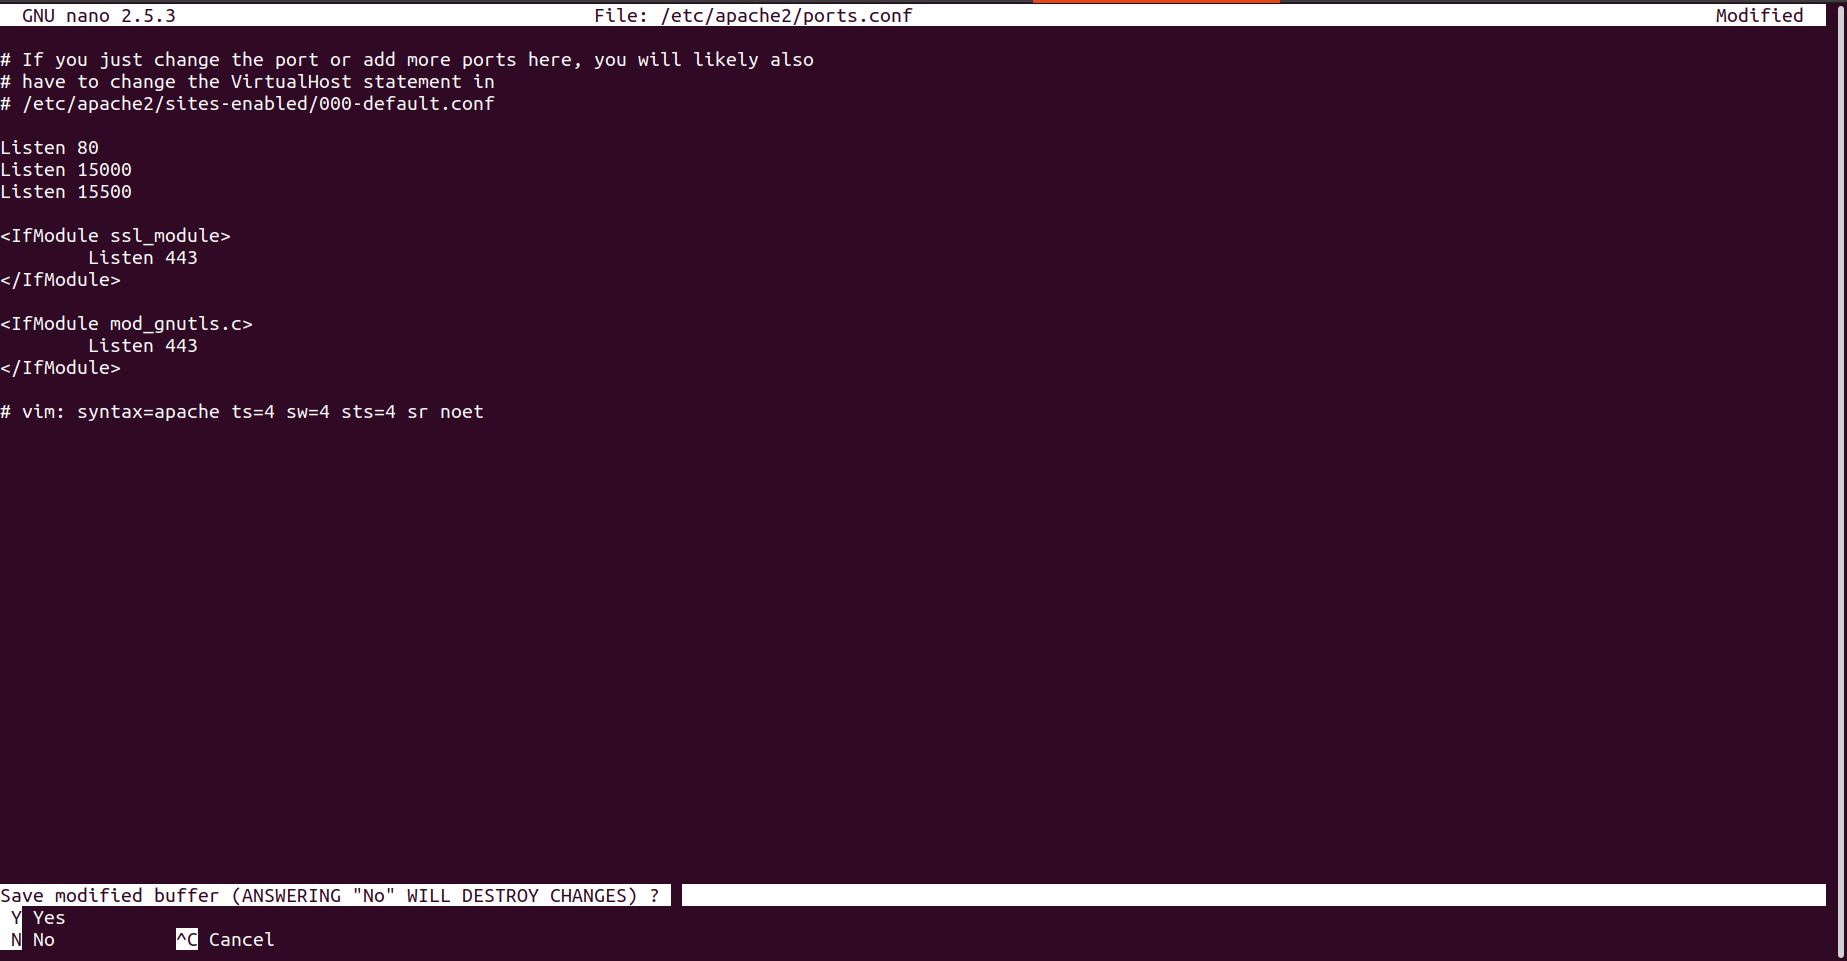 GNU nano 2.5.3 File: /etc/apache2/ports.conf Modified
# If you just change the port or add more ports here, you will likely also
# have to change the VirtualHost statement in
# /etc/apache2/sites-enabled/000-default.conf
Listen 80
Listen 15000
Listen 15500
<IfModule ssl_module>
        Listen 443
</IfModule>
<IfModule mod_gnutls.c>
        Listen 443
</IfModule>
# vim: syntax=apache ts=4 sw=4 sts=4 sr noet
Save modified buffer (ANSWERING "No" WILL DESTROY CHANGES) ?
Y Yes
N No ^C Cancel